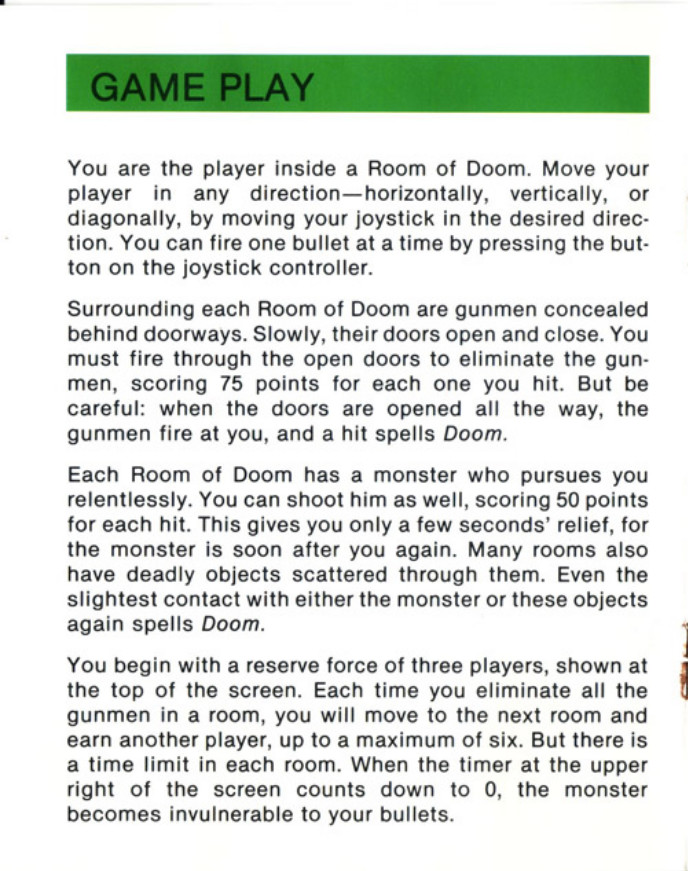 GAME PLAY
You are the player inside a Room of Doom. Move your
player in any direction—horizontally, vertically, or
diagonally, by moving your joystick in the desired direc-
tion. You can fire one bullet at a time by pressing the but-
ton on the joystick controller.
Surrounding each Room of Doom are gunmen concealed
behind doorways. Slowly, their doors open and close. You
must fire through the open doors to eliminate the gun-
men, scoring 75 points for each one you hit. But be
careful: when the doors are opened all the way, the
gunmen fire at you, and a hit spells Doom.
Each Room of Doom has a monster who pursues you
relentlessly. You can shoot him as well, scoring 50 points
for each hit. This gives you only a few seconds' relief, for
the monster is soon after you again. Many rooms also
have deadly objects scattered through them. Even the
slightest contact with either the monster or these objects
again spells Doom.
You begin with a reserve force of three players, shown at
the top of the screen. Each time you eliminate all the
gunmen in a room, you will move to the next room and
earn another player, up to a maximum of six. But there is
a time limit in each room. When the timer at the upper
right of the screen counts down to 0, the monster
becomes invulnerable to your bullets.